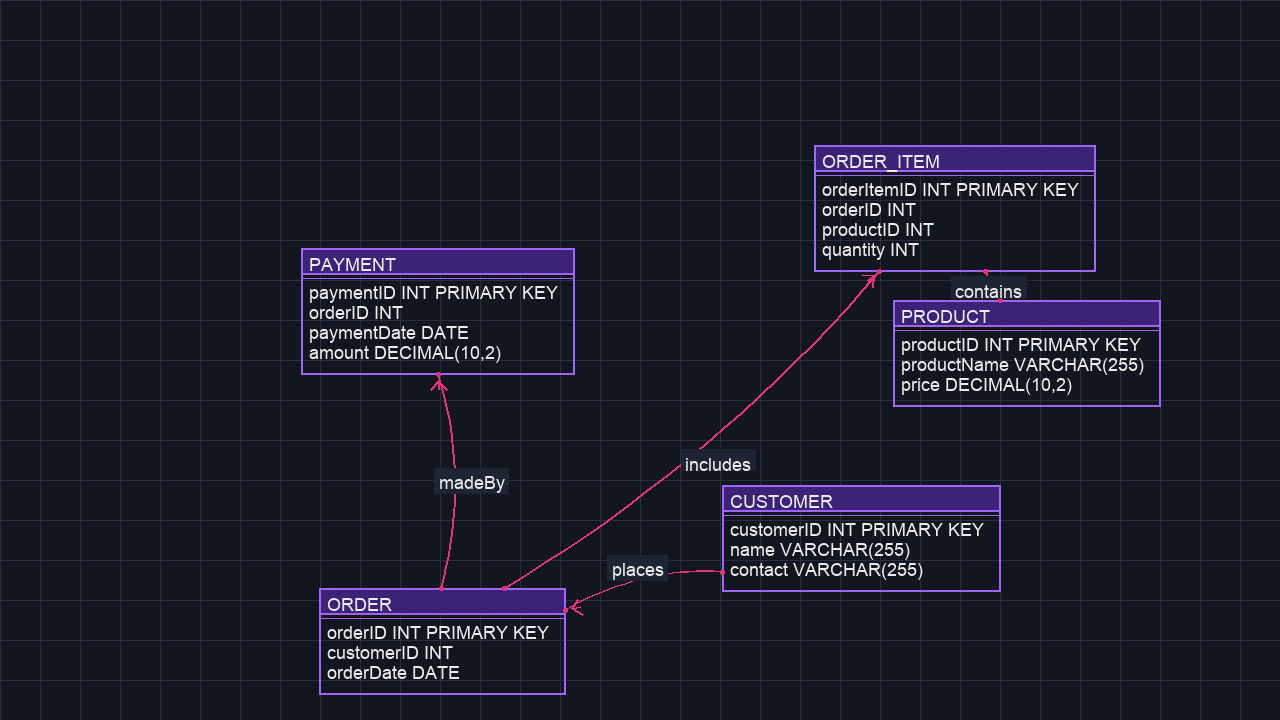 ORDER_ITEM
orderItemID INT PRIMARY KEY
orderID INT
productID INT
quantity INT
PAYMENT
paymentID INT PRIMARY KEY
orderID INT
paymentDate DATE
amount DECIMAL(10,2)
contains
PRODUCT
productID INT PRIMARY KEY
productName VARCHAR(255)
price DECIMAL(10,2)
includes
madeBy
CUSTOMER
customerID INT PRIMARY KEY
name VARCHAR(255)
contact VARCHAR(255)
places
ORDER
orderID INT PRIMARY KEY
customerID INT
orderDate DATE